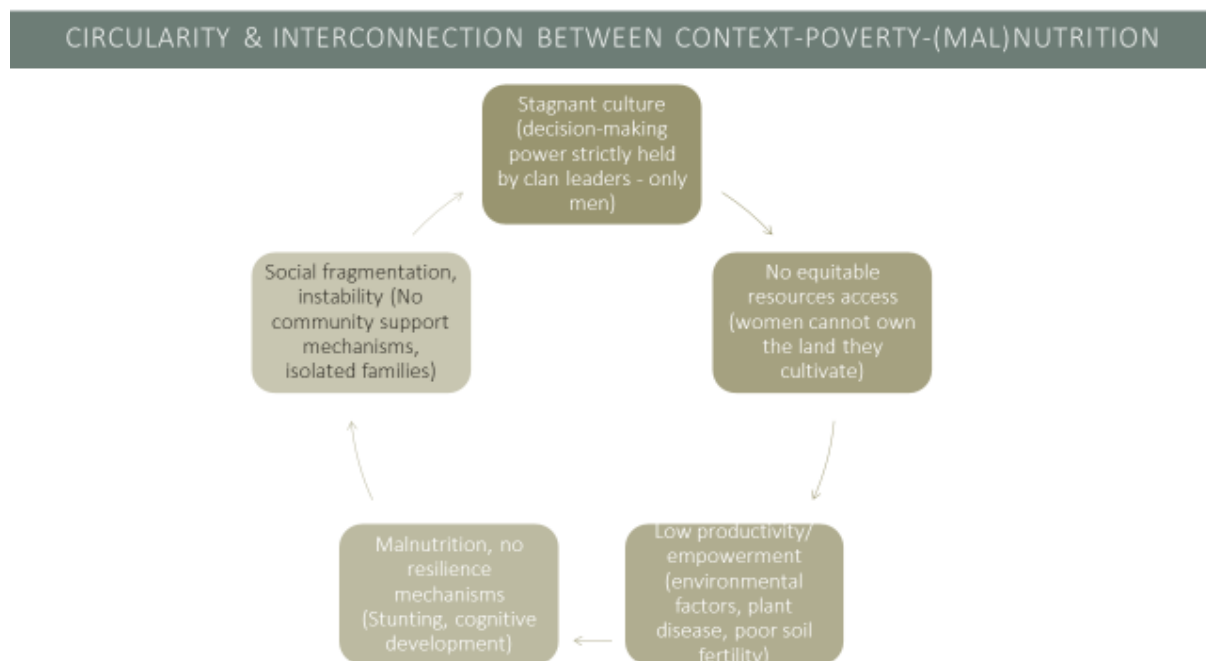 CIRCULARITY & INTERCONNECTION BETWEEN CONTEXT-POVERTY-(MAL)NUTRITION
Stagnant culture
(decision-making
power strictly held
by clan leaders - only
men)
No equitable
resources access
(women cannot own
the land they
cultivate)
Low productivity/
empowerment
(environmental
factors, plant
disease, poor soil
fertility)
Malnutrition, no
resilience
mechanisms
(Stunting, cognitive
development)
Social fragmentation,
instability (No
community support
mechanisms,
isolated families)